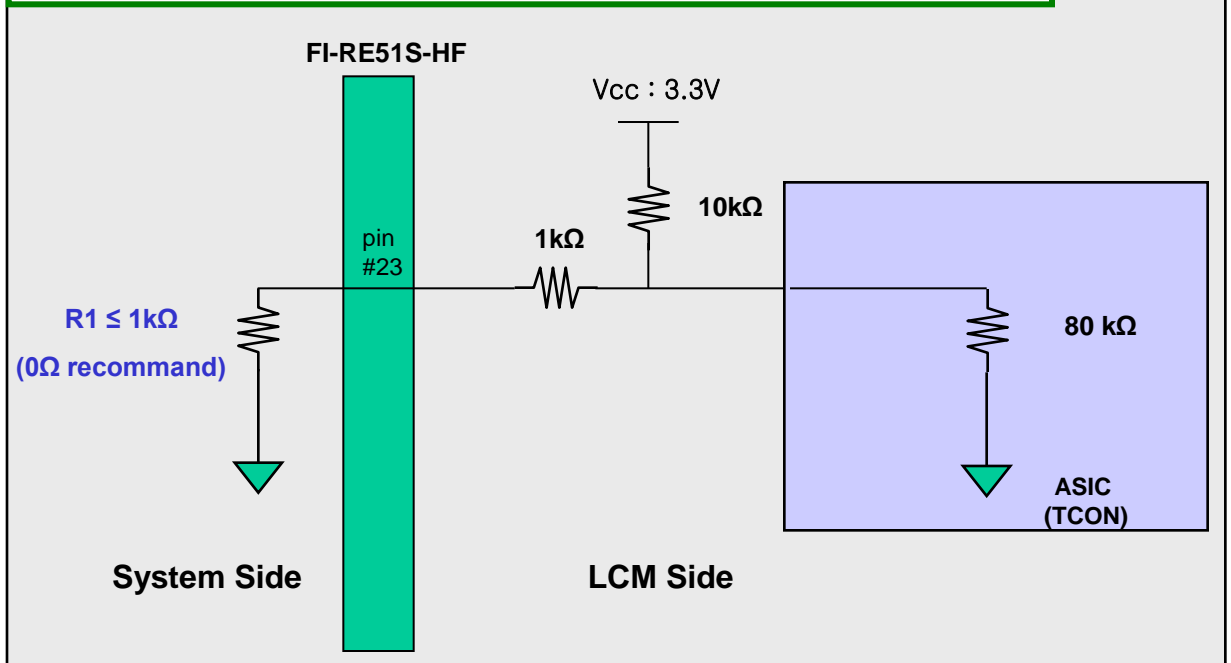 FI-RE51S-HF
Vcc : 3.3V
10kΩ
1kΩ
pin
#23
R1 ≤ 1kΩ
(0Ω recommand)
80 kΩ
ASIC
(TCON)
System Side
LCM Side